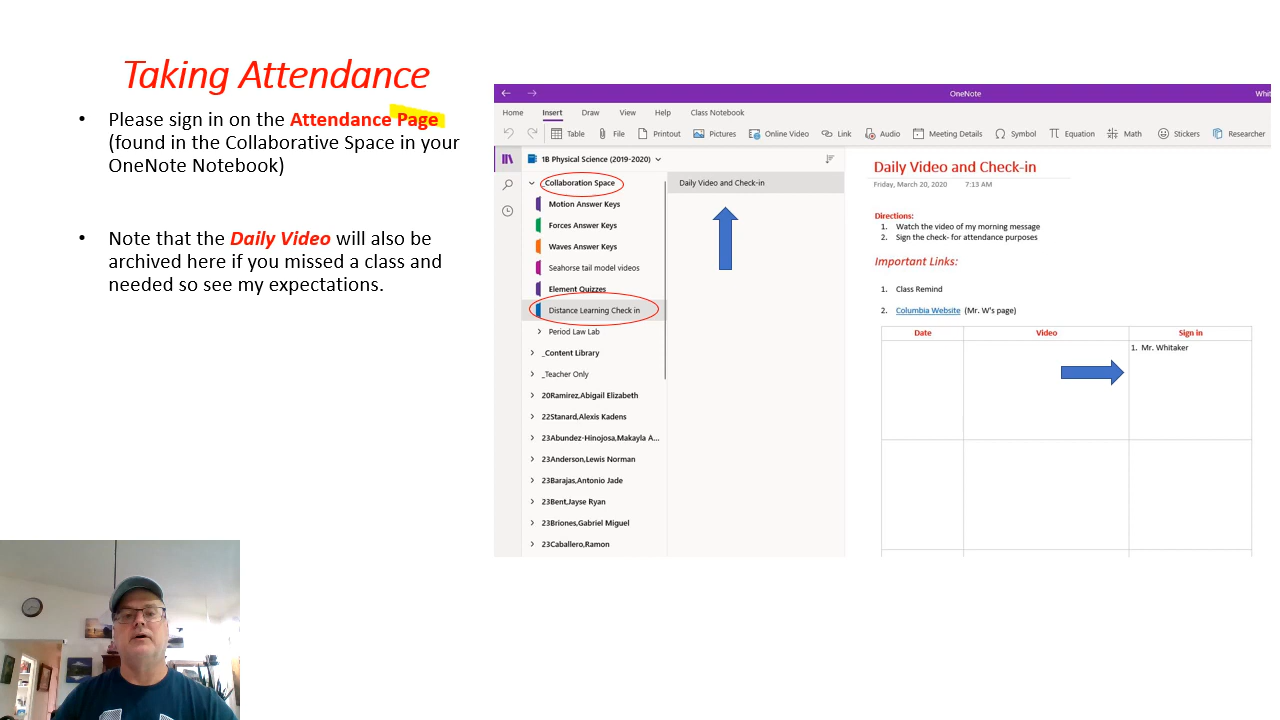 Taking Attendance
• Please sign in on the Attendance Page
(found in the Collaborative Space in your
OneNote Notebook)
• Note that the Daily Video will also be
archived here if you missed a class and
needed so see my expectations.
OneNote
Whit
Home Insert Draw View Help Class Notebook
Table File Printout Pictures Online Video Link Audio Meeting Details Symbol Equation Math Stickers Researcher
1B Physical Science (2019-2020)
_Collaboration Space
Motion Answer Keys
Forces Answer Keys
Waves Answer Keys
Seahorse tail model videos
Element Quizzes
Distance Learning Check in
Period Law Lab
_Content Library
_Teacher Only
20Ramirez,Abigail Elizabeth
22Stanard,Alexis Kadens
23Abundez-Hinojosa,Makayla A...
23Anderson,Lewis Norman
23Barajas,Antonio Jade
23Bent,Jayse Ryan
23Briones,Gabriel Miguel
23Caballero,Ramon
Daily Video and Check-in
Daily Video and Check-in
Friday, March 20, 2020 7:13 AM
Directions:
1. Watch the video of my morning message
2. Sign the check- for attendance purposes
Important Links:
1. Class Remind
2. Columbia Website (Mr. W's page)
Date Video Sign in
1. Mr. Whitaker